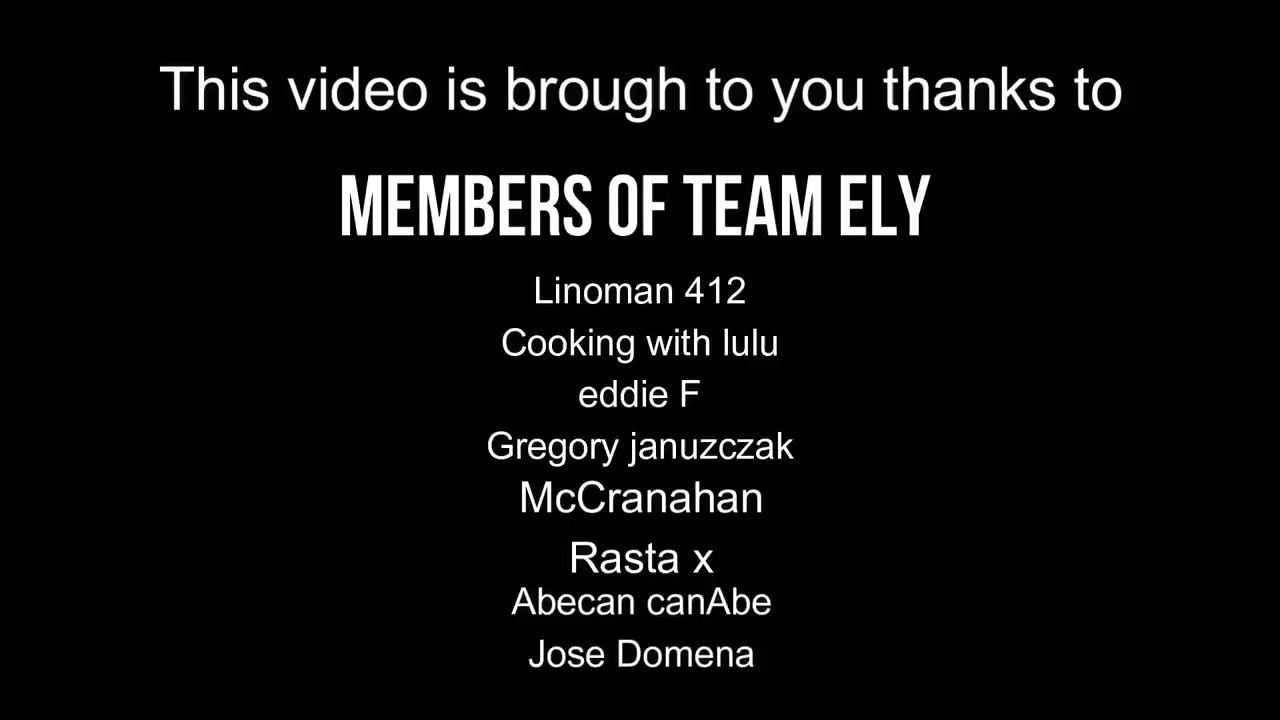 This video is brough to you thanks to
MEMBERS OF TEAM ELY
Linoman 412
Cooking with lulu
eddie F
Gregory januzczak
McCranahan
Rasta x
Abecan canAbe
Jose Domena